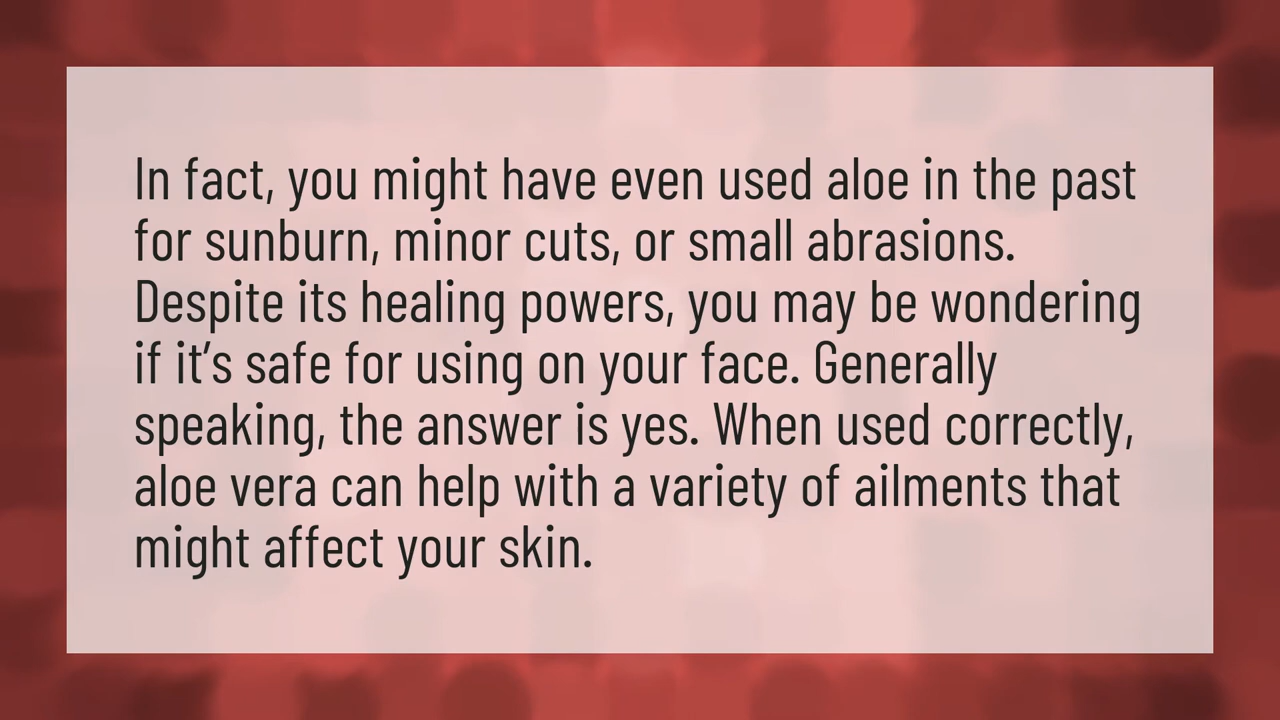 In fact, you might have even used aloe in the past
for sunburn, minor cuts, or small abrasions.
Despite its healing powers, you may be wondering
if it’s safe for using on your face. Generally
speaking, the answer is yes. When used correctly,
aloe vera can help with a variety of ailments that
might affect your skin.